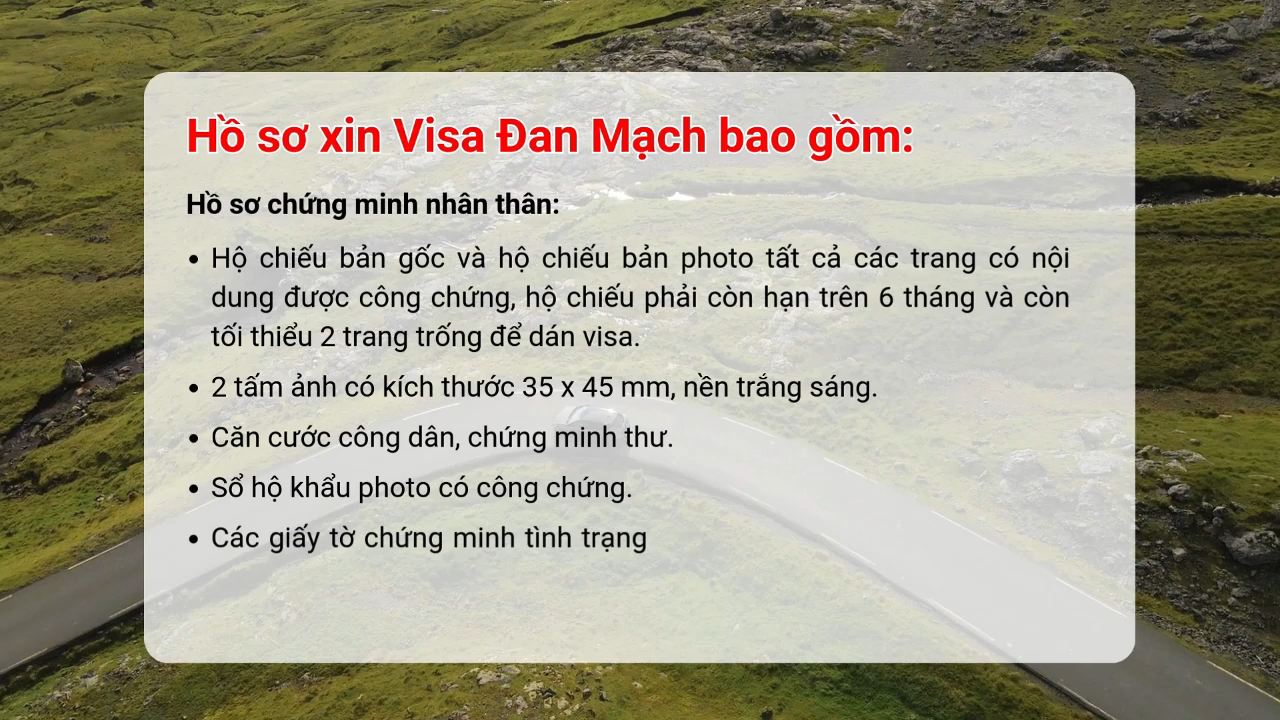 Hồ sơ xin Visa Đan Mạch bao gồm:
Hồ sơ chứng minh nhân thân:
• Hộ chiếu bản gốc và hộ chiếu bản photo tất cả các trang có nội
dung được công chứng, hộ chiếu phải còn hạn trên 6 tháng và còn
tối thiểu 2 trang trống để dán visa.
• 2 tấm ảnh có kích thước 35 x 45 mm, nền trắng sáng.
• Căn cước công dân, chứng minh thư.
• Sổ hộ khẩu photo có công chứng.
• Các giấy tờ chứng minh tình trạng